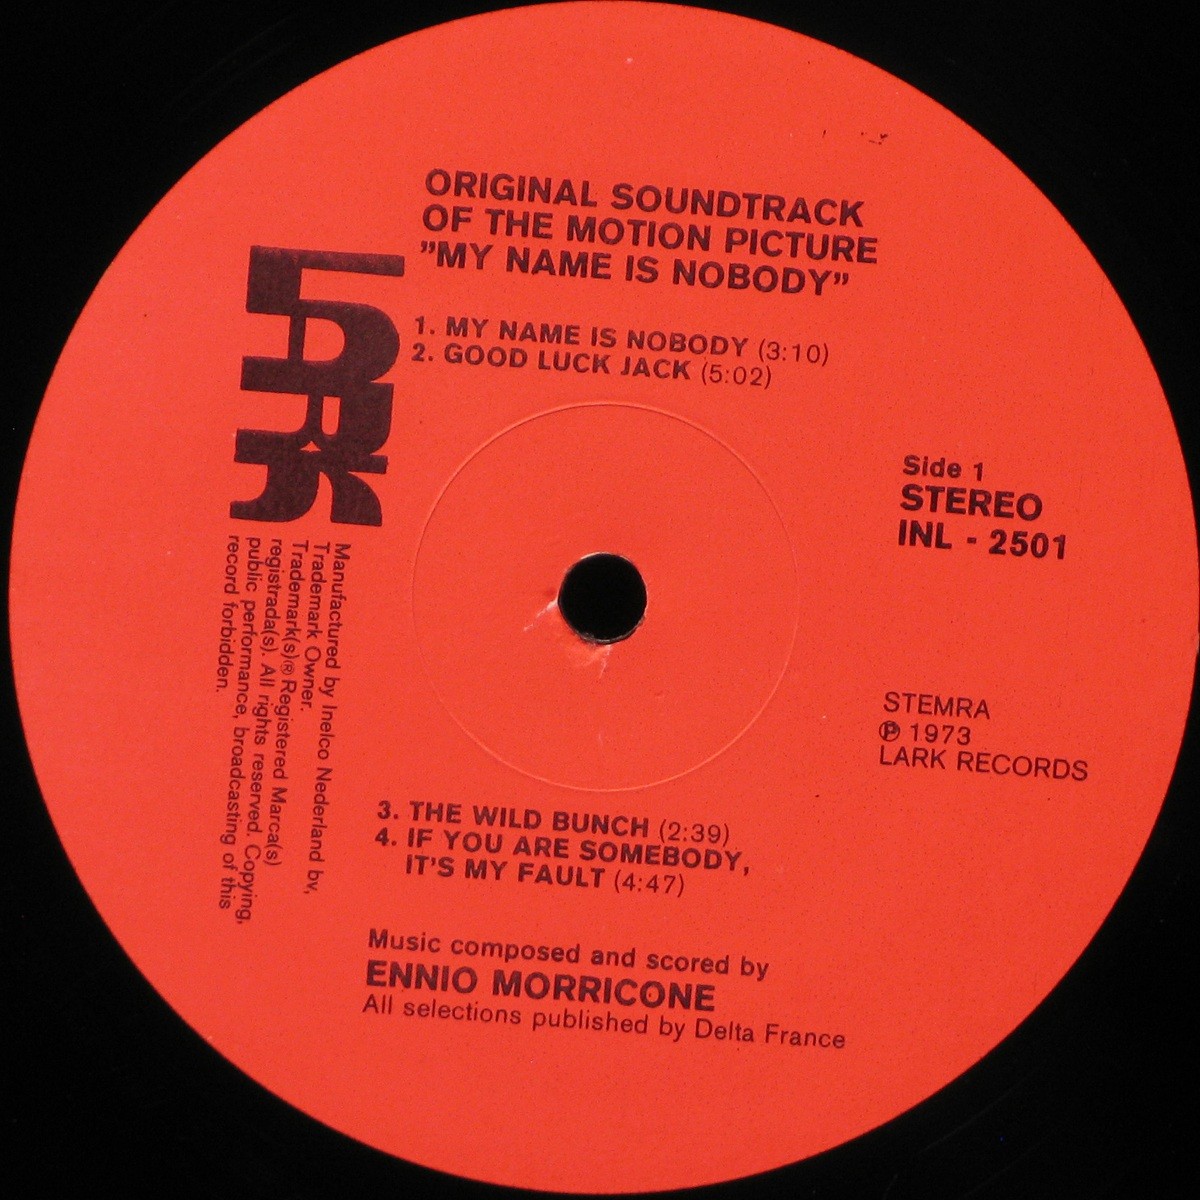 ORIGINAL SOUNDTRACK
OF THE MOTION PICTURE
”MY NAME IS NOBODY”
1. MY NAME IS NOBODY (3:10)
2. GOOD LUCK JACK (5:02)
LARK
Side 1
STEREO
INL - 2501
Manufactured by Inelco Nederland bv,
Trademark Owner.
Trademark(s)® Registered Marca(s)
registrada(s). All rights reserved. Copying,
public performance, broadcasting of this
record forbidden.
STEMRA
℗ 1973
LARK RECORDS
3. THE WILD BUNCH (2:39)
4. IF YOU ARE SOMEBODY,
IT'S MY FAULT (4:47)
Music composed and scored by
ENNIO MORRICONE
All selections published by Delta France